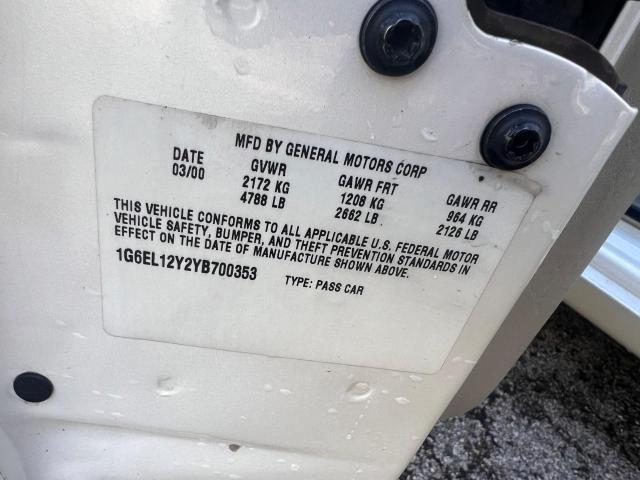 MFD BY GENERAL MOTORS CORP
DATE GVWR GAWR FRT GAWR RR
03/00 2172 KG 1208 KG 964 KG
4788 LB 2662 LB 2126 LB
THIS VEHICLE CONFORMS TO ALL APPLICABLE U.S. FEDERAL MOTOR
VEHICLE SAFETY, BUMPER, AND THEFT PREVENTION STANDARDS IN
EFFECT ON THE DATE OF MANUFACTURE SHOWN ABOVE.
1G6EL12Y2YB700353 TYPE: PASS CAR